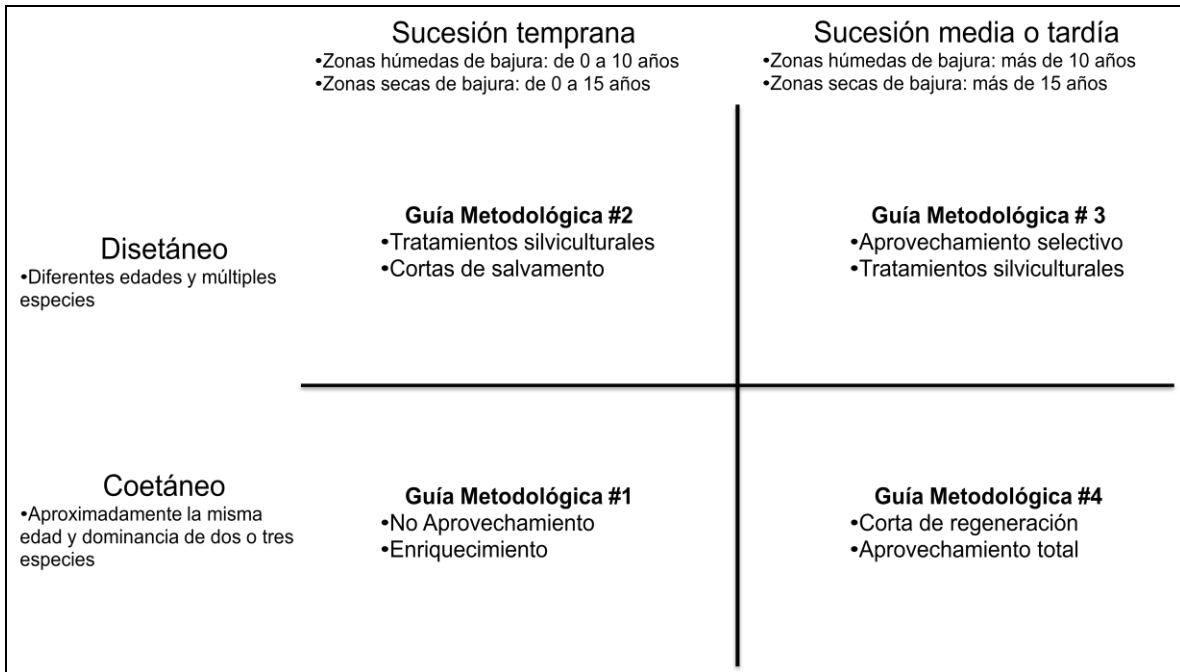 Sucesión temprana
•Zonas húmedas de bajura: de 0 a 10 años
•Zonas secas de bajura: de 0 a 15 años
Sucesión media o tardía
•Zonas húmedas de bajura: más de 10 años
•Zonas secas de bajura: más de 15 años
Disetáneo
•Diferentes edades y múltiples
especies
Guía Metodológica #2
•Tratamientos silviculturales
•Cortas de salvamento
Guía Metodológica # 3
•Aprovechamiento selectivo
•Tratamientos silviculturales
Coetáneo
•Aproximadamente la misma
edad y dominancia de dos o tres
especies
Guía Metodológica #1
•No Aprovechamiento
•Enriquecimiento
Guía Metodológica #4
•Corta de regeneración
•Aprovechamiento total